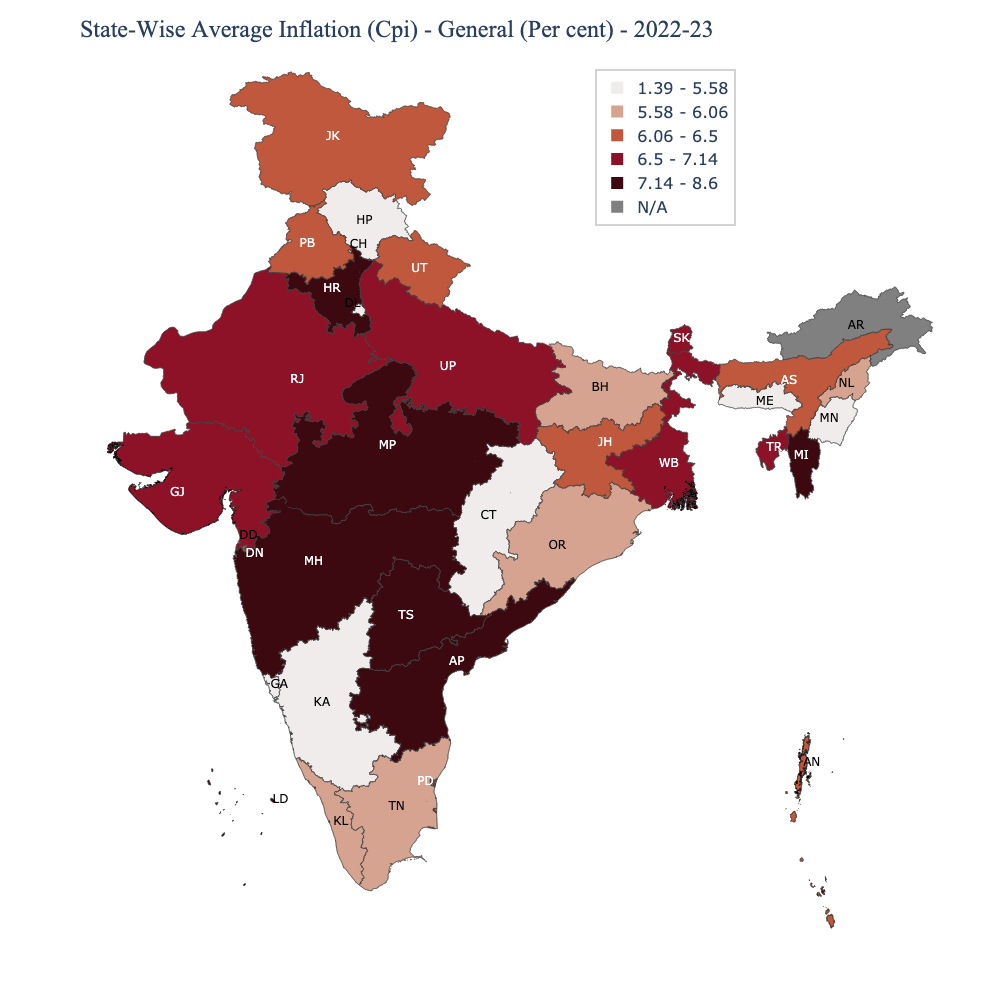 State-Wise Average Inflation (Cpi) - General (Per cent) - 2022-23
1.39 - 5.58
5.58 - 6.06
6.06 - 6.5
6.5 - 7.14
7.14 - 8.6
N/A
JK
HP
CH
PB
UT
HR
DL
AR
SK
UP
RJ
AS
NL
BH
ME
MN
MP
JH
TR
MI
WB
GJ
CT
DD
OR
DN
MH
TS
AP
GA
KA
AN
PD
LD
TN
KL